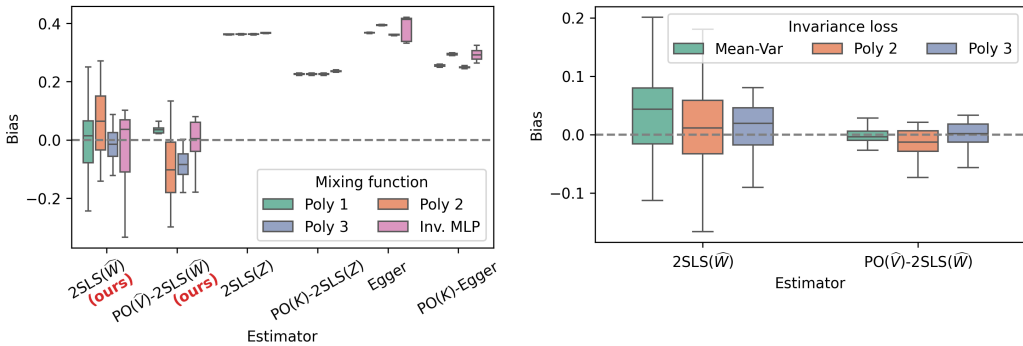 0.4
0.2
0.0
−0.2
Bias
Mixing function
Poly 1
Poly 2
Poly 3
Inv. MLP
2SLS(Ŵ)
(ours)
PO(V̂)-2SLS(Ŵ)
(ours)
2SLS(Z)
PO(K)-2SLS(Z)
Egger
PO(K)-Egger
Estimator
0.2
0.1
0.0
−0.1
Bias
Invariance loss
Mean-Var
Poly 2
Poly 3
2SLS(Ŵ)
PO(V̂)-2SLS(Ŵ)
Estimator